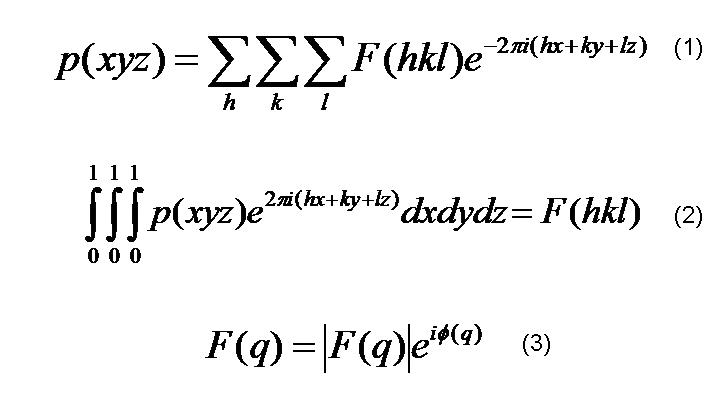 p(xyz) = ∑∑∑ F(hkl)e^{−2πi(hx+ky+lz)} (1)
h k l
1 1 1
∫∫∫ p(xyz)e^{2πi(hx+ky+lz)} dxdydz = F(hkl) (2)
0 0 0
F(q) = |F(q)|e^{iϕ(q)} (3)